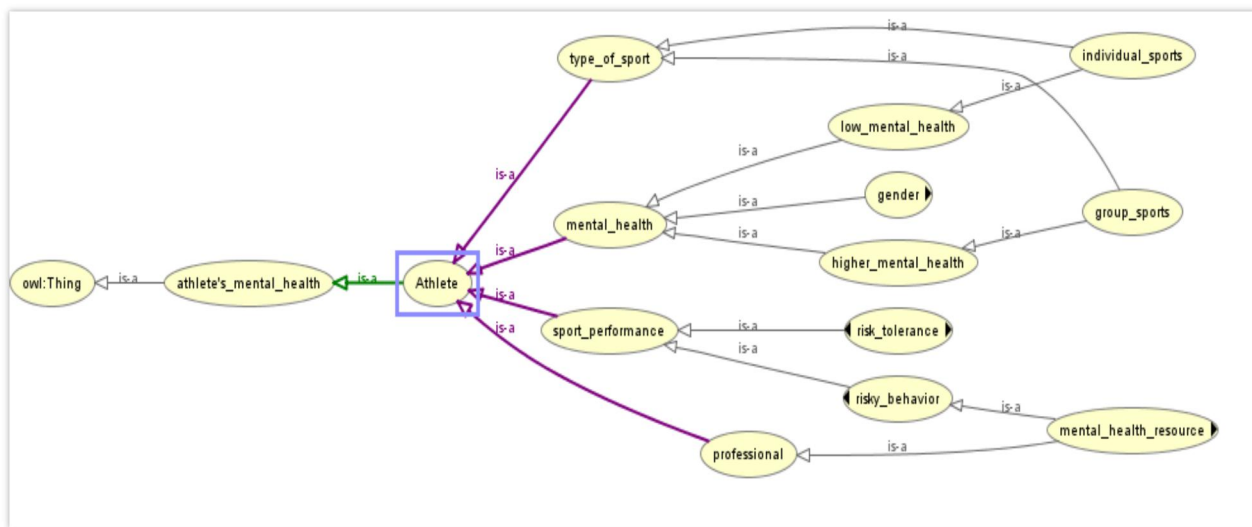 is-a
individual_sports
type_of_sport
is-a
is-a
low_mental_health
is-a
is-a
gender
is-a
group_sports
mental_health
is-a
is-a
is-a
higher_mental_health
owl:Thing
is-a
athlete's_mental_health
is-a
Athlete
is-a
is-a
sport_performance
is-a
risk_tolerance
is-a
is-a
risky_behavior
is-a
mental_health_resource
is-a
professional